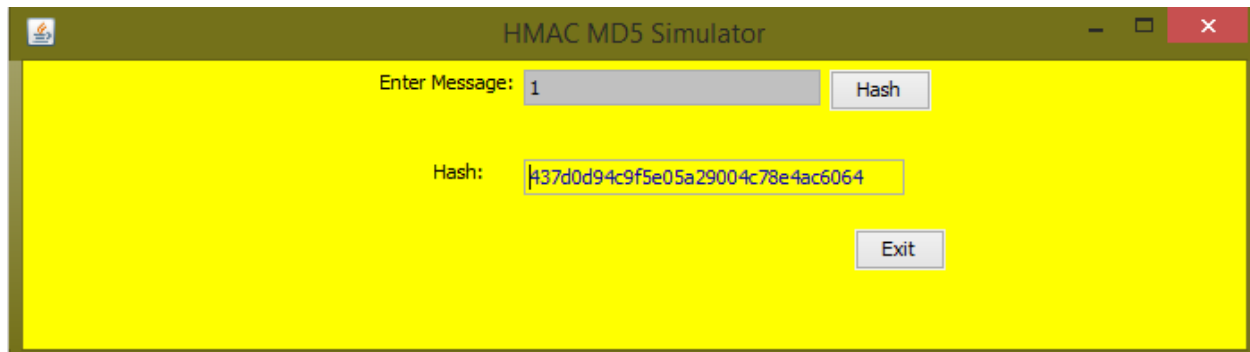 HMAC MD5 Simulator
Enter Message: 1 Hash
Hash: 437d0d94c9f5e05a29004c78e4ac6064
Exit